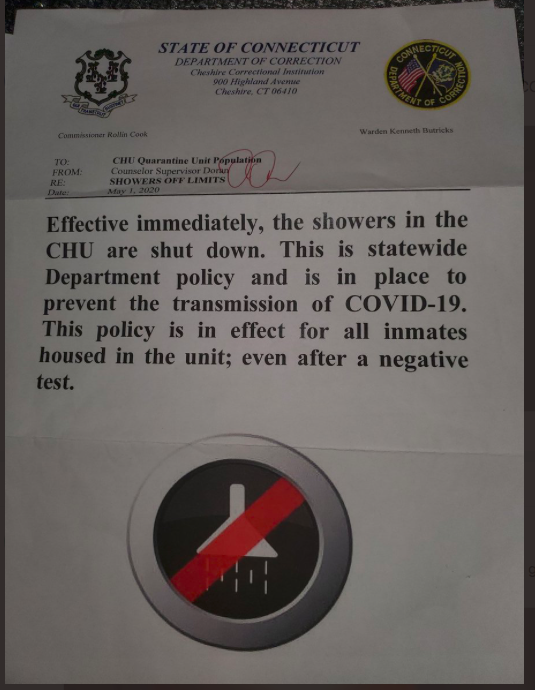 STATE OF CONNECTICUT
DEPARTMENT OF CORRECTION
Cheshire Correctional Institution
900 Highland Avenue
Cheshire, CT 06410
CONNECTICUT
DEPARTMENT OF CORRECTION
Commissioner Rollin Cook
Warden Kenneth Butricks
TO: CHU Quarantine Unit Population
FROM: Counselor Supervisor
RE: SHOWERS OFF LIMITS
Date: May 1, 2020
Effective immediately, the showers in the
CHU are shut down. This is statewide
Department policy and is in place to
prevent the transmission of COVID-19.
This policy is in effect for all inmates
housed in the unit; even after a negative
test.